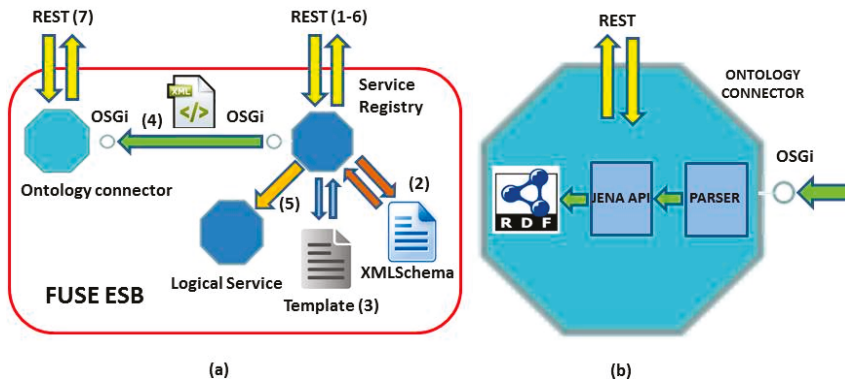 REST (7)
REST (1-6)
Service
Registry
XML
</>
OSGi
(4)
OSGi
Ontology connector
(5)
(2)
Logical Service
Template (3)
XMLSchema
FUSE ESB
(a)
REST
ONTOLOGY
CONNECTOR
OSGi
RDF
JENA API
PARSER
(b)